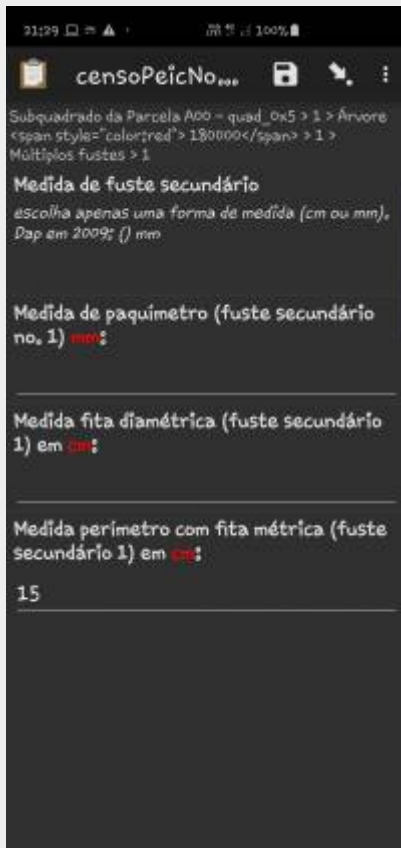 21:29
100%
censoPeicNo...
Subquadrado da Parcela A00 - quad_0x5 > 1 > Árvore
<span style="color:red"> 180000</span> > 1 >
Múltiplos fustes > 1
Medida de fuste secundário
escolha apenas uma forma de medida (cm ou mm).
Dap em 2009: () mm
Medida de paquímetro (fuste secundário
no. 1) mm:
Medida fita diamétrica (fuste secundário
1) em cm:
Medida perímetro com fita métrica (fuste
secundário 1) em cm:
15